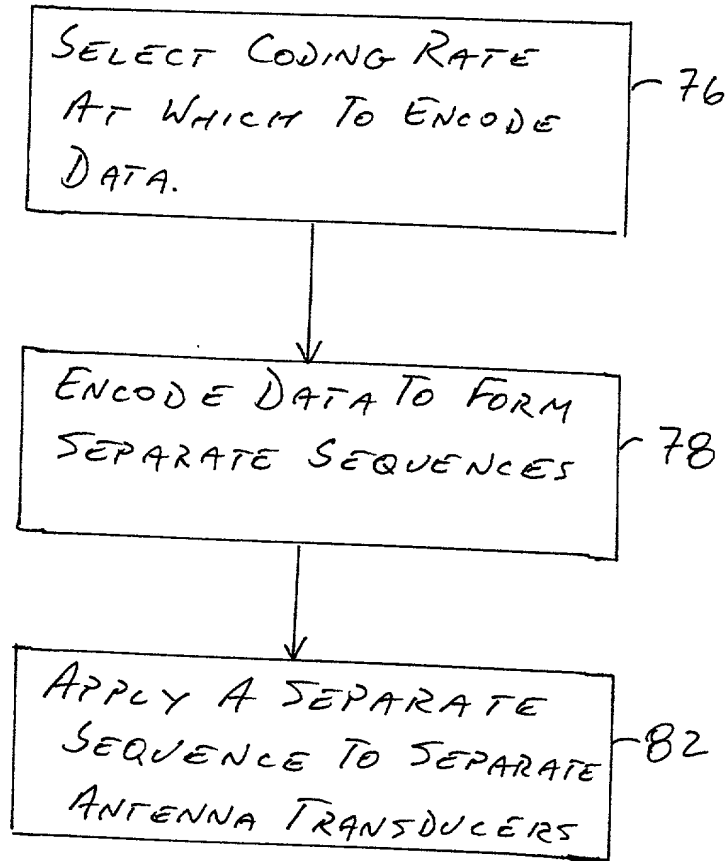 SELECT CODING RATE
AT WHICH TO ENCODE
DATA.
76
ENCODE DATA TO FORM
SEPARATE SEQUENCES
78
APPLY A SEPARATE
SEQUENCE TO SEPARATE
ANTENNA TRANSDUCERS
82